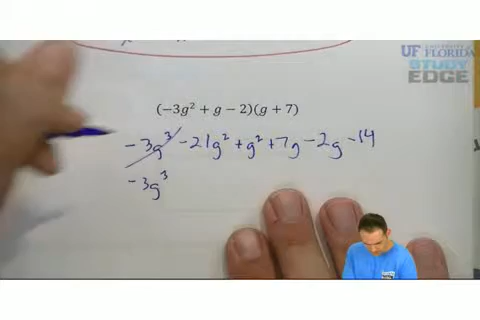 UF FLORIDA
STUDY
EDGE
(−3g² + g − 2)(g + 7)
-3g³ -21g² + g² + 7g - 2g - 14
-3g³